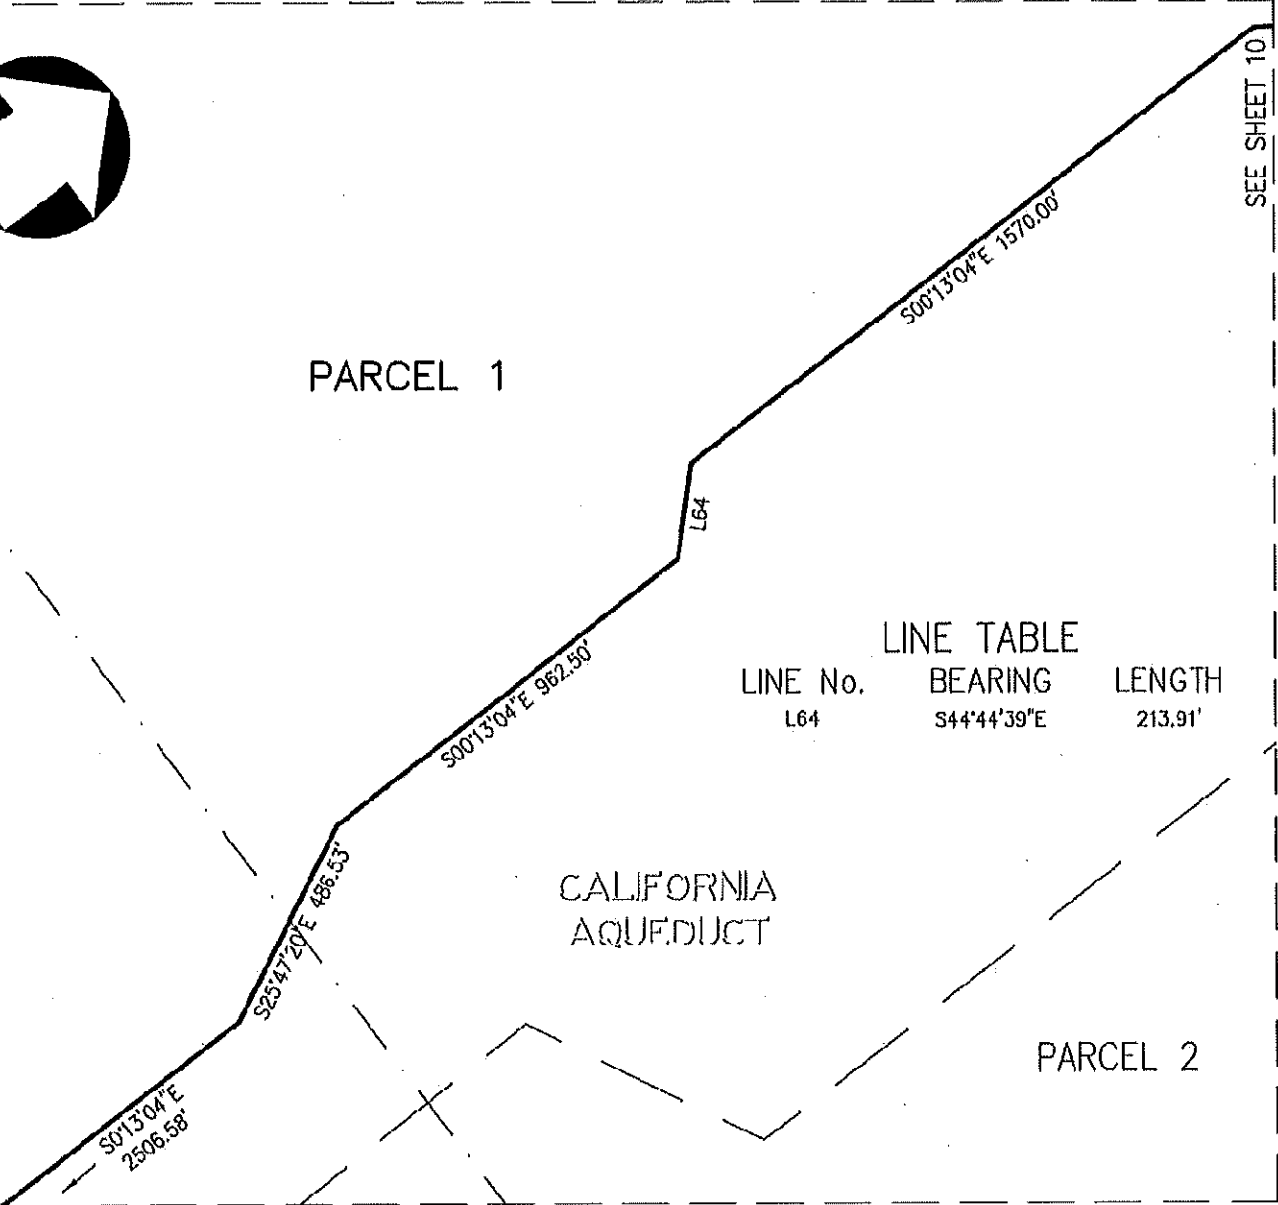 SEE SHEET 10
S00°13'04"E 1570.00'
PARCEL 1
L64
LINE TABLE
LINE No. BEARING LENGTH
L64 S44°44'39"E 213.91'
S00°13'04"E 962.50'
S25°47'20"E 486.53'
CALIFORNIA
AQUEDUCT
PARCEL 2
S0°13'04"E
2506.58'